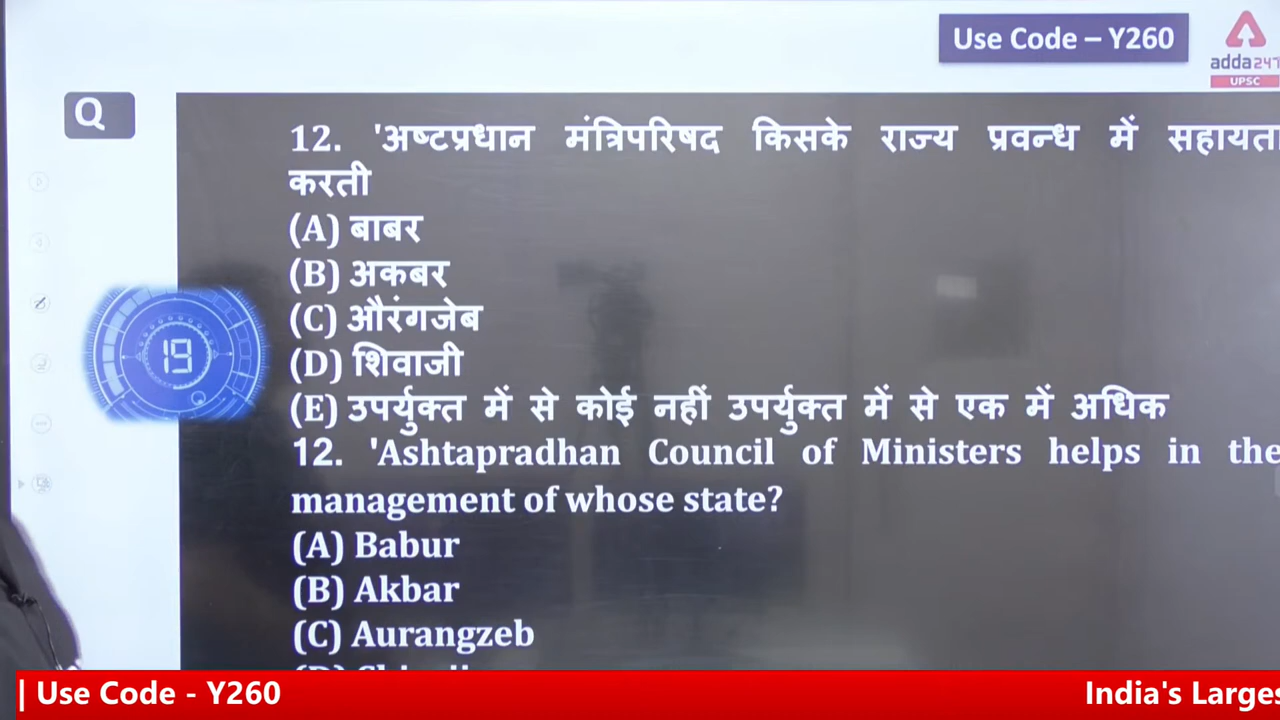 Use Code – Y260
adda247
UPSC
Q
12. 'अष्टप्रधान मंत्रिपरिषद किसके राज्य प्रवन्ध में सहायता
करती
(A) बाबर
(B) अकबर
(C) औरंगजेब
(D) शिवाजी
(E) उपर्युक्त में से कोई नहीं उपर्युक्त में से एक में अधिक
19
12. 'Ashtapradhan Council of Ministers helps in the
management of whose state?
(A) Babur
(B) Akbar
(C) Aurangzeb
| Use Code - Y260
India's Larges